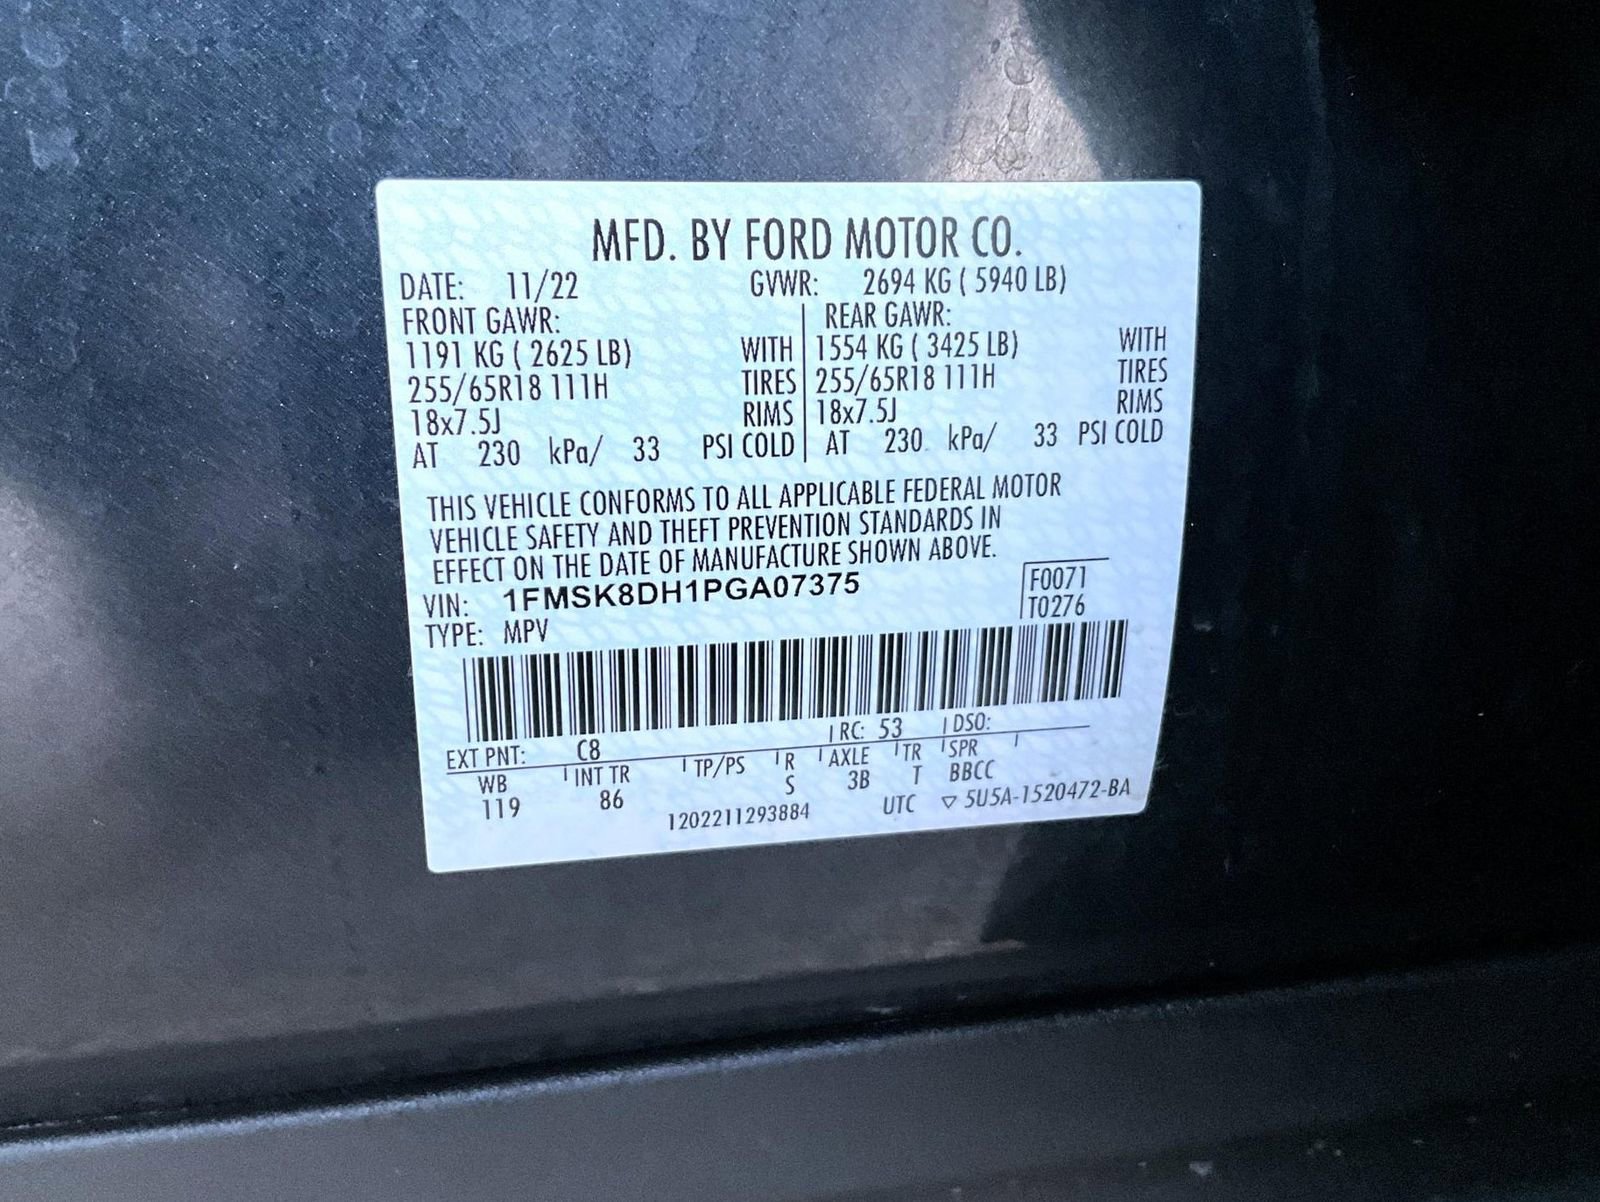 MFD. BY FORD MOTOR CO.
DATE: 11/22 GVWR: 2694 KG ( 5940 LB)
FRONT GAWR: REAR GAWR:
1191 KG ( 2625 LB) WITH 1554 KG ( 3425 LB) WITH
255/65R18 111H TIRES 255/65R18 111H TIRES
18x7.5J RIMS 18x7.5J RIMS
AT 230 kPa/ 33 PSI COLD AT 230 kPa/ 33 PSI COLD
THIS VEHICLE CONFORMS TO ALL APPLICABLE FEDERAL MOTOR
VEHICLE SAFETY AND THEFT PREVENTION STANDARDS IN
EFFECT ON THE DATE OF MANUFACTURE SHOWN ABOVE.
VIN: 1FMSK8DH1PGA07375 F0071
TYPE: MPV T0276
EXT PNT: C8 RC: 53 DSO:
WB INT TR TP/PS R AXLE TR SPR
119 86 S 3B T BBCC
1202211293884 UTC ▽ 5U5A-1520472-BA